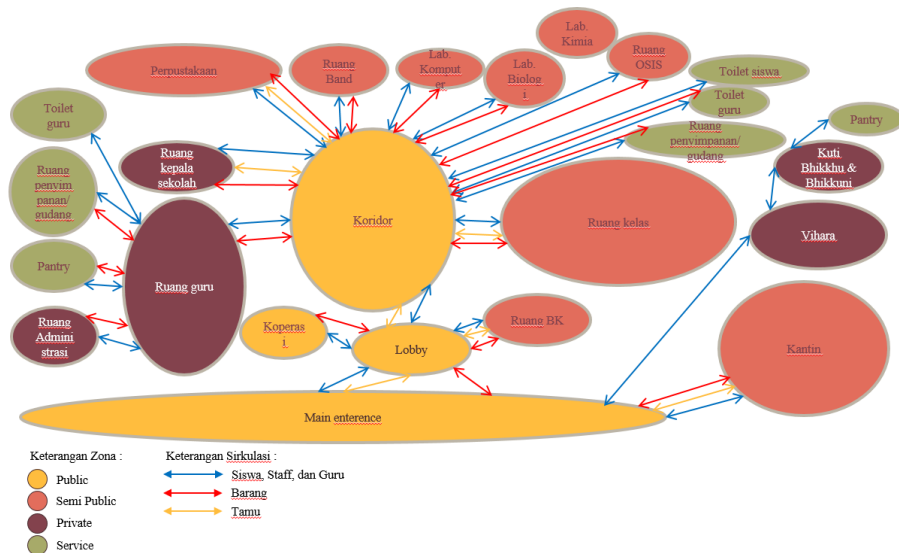 Lab.
Kimia
Perpustakaan
Ruang
Band
Lab.
Komput
er
Lab.
Biolog
i
Ruang
OSIS
Toilet siswa
Toilet
guru
Ruang
penyimpanan/
gudang
Pantry
Toilet
guru
Ruang
kepala
sekolah
Kuti
Bhikkhu &
Bhikkuni
Ruang
penyim
panan/
gudang
Koridor
Ruang kelas
Vihara
Pantry
Ruang guru
Ruang
Admini
strasi
Koperas
i
Lobby
Ruang BK
Kantin
Main enterence
Keterangan Zona :
Public
Semi Public
Private
Service
Keterangan Sirkulasi :
Siswa, Staff, dan Guru
Barang
Tamu